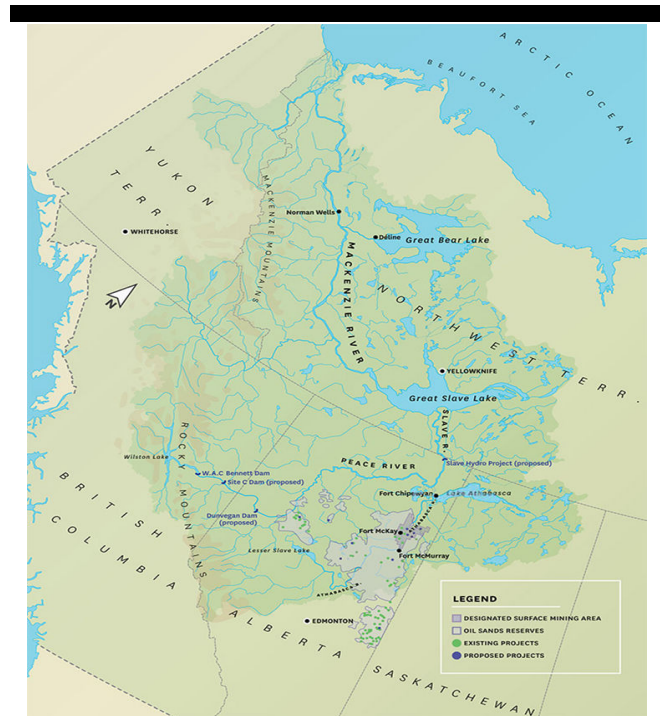 ARCTIC OCEAN
BEAUFORT SEA
YUKON
TERR.
MACKENZIE MOUNTAINS
Norman Wells
WHITEHORSE
Déline
Great Bear Lake
MACKENZIE RIVER
N
NORTHWEST TERR.
YELLOWKNIFE
Great Slave Lake
SLAVE R.
ROCKY MOUNTAINS
Wilston Lake
PEACE RIVER
Slave Hydro Project (proposed)
W.A.C Bennett Dam
Site C Dam (proposed)
Fort Chipewyan
Lake Athabasca
BRITISH
COLUMBIA
Dunvegan Dam
(proposed)
ATHABASCA
Fort McKay
Lesser Slave Lake
Fort McMurray
ATHABASCA R.
EDMONTON
ALBERTA
SASKATCHEWAN
LEGEND
DESIGNATED SURFACE MINING AREA
OIL SANDS RESERVES
EXISTING PROJECTS
PROPOSED PROJECTS